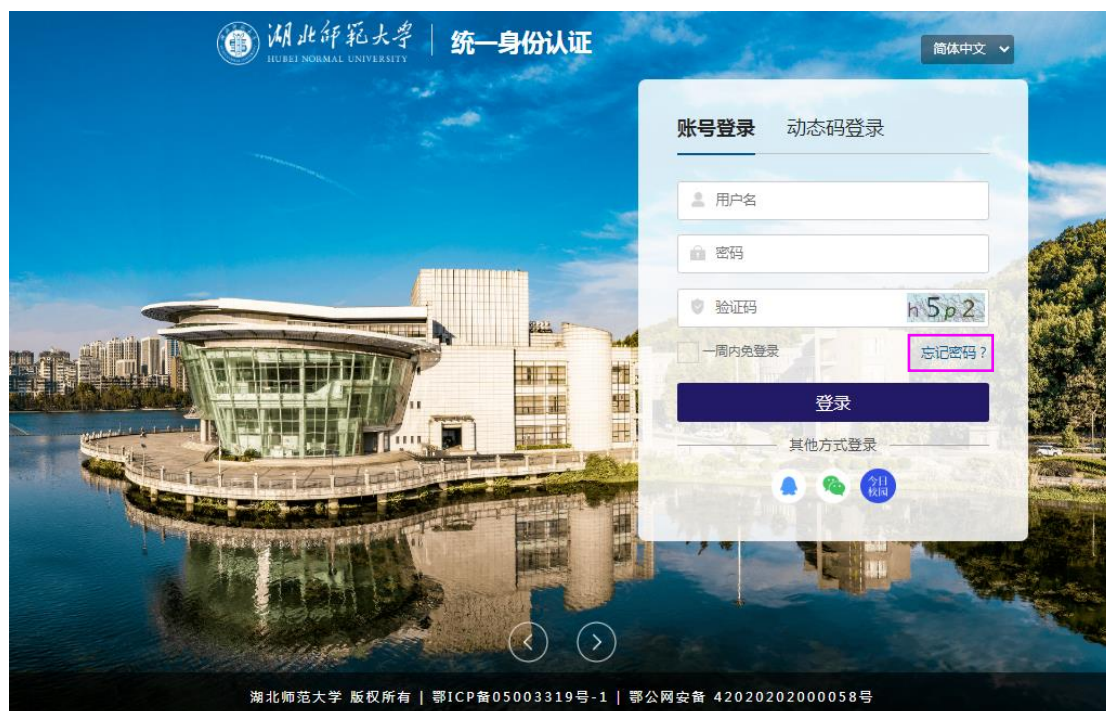 湖北师范大学
HUBEI NORMAL UNIVERSITY
统一身份认证
简体中文
账号登录 动态码登录
用户名
密码
验证码 h5p2
一周内免登录 忘记密码?
登录
其他方式登录
今日
校园
湖北师范大学 版权所有 | 鄂ICP备05003319号-1 | 鄂公网安备 42020202000058号